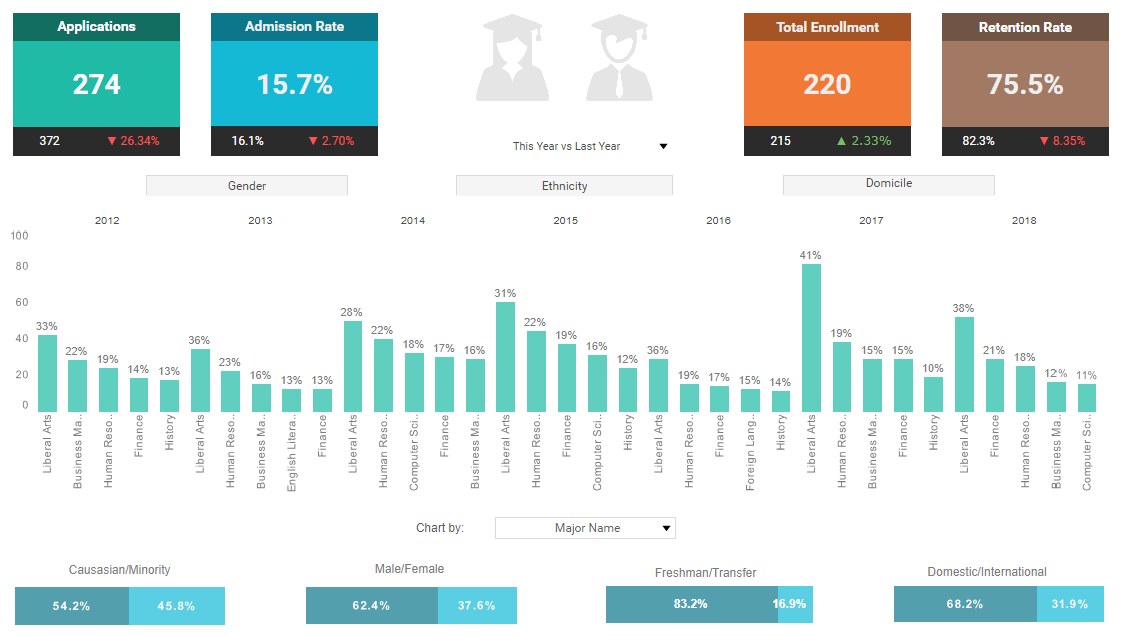 Applications
Admission Rate
Total Enrollment
Retention Rate
274
15.7%
220
75.5%
372 ▼ 26.34%
16.1% ▼ 2.70%
215 ▲ 2.33%
82.3% ▼ 8.35%
This Year vs Last Year ▼
Gender
Ethnicity
Domicile
2012 2013 2014 2015 2016 2017 2018
100
80
60
40
20
0
33% 22% 19% 14% 13%
36% 23% 16% 13% 13%
28% 22% 18% 17% 16%
31% 22% 19% 16% 12%
36% 19% 17% 15% 14%
41% 19% 15% 15% 10%
38% 21% 18% 12% 11%
Liberal Arts
Business Ma..
Human Reso..
Finance
History
Liberal Arts
Human Reso..
Business Ma..
English Litera..
Finance
Liberal Arts
Human Reso..
Computer Sci..
Finance
Business Ma..
Liberal Arts
Human Reso..
Finance
Computer Sci..
History
Liberal Arts
Human Reso..
Finance
Foreign Lang..
History
Liberal Arts
Human Reso..
Business Ma..
Finance
History
Liberal Arts
Finance
Human Reso..
Business Ma..
Computer Sci..
Chart by: Major Name ▼
Causasian/Minority
Male/Female
Freshman/Transfer
Domestic/International
54.2% 45.8%
62.4% 37.6%
83.2% 16.9%
68.2% 31.9%